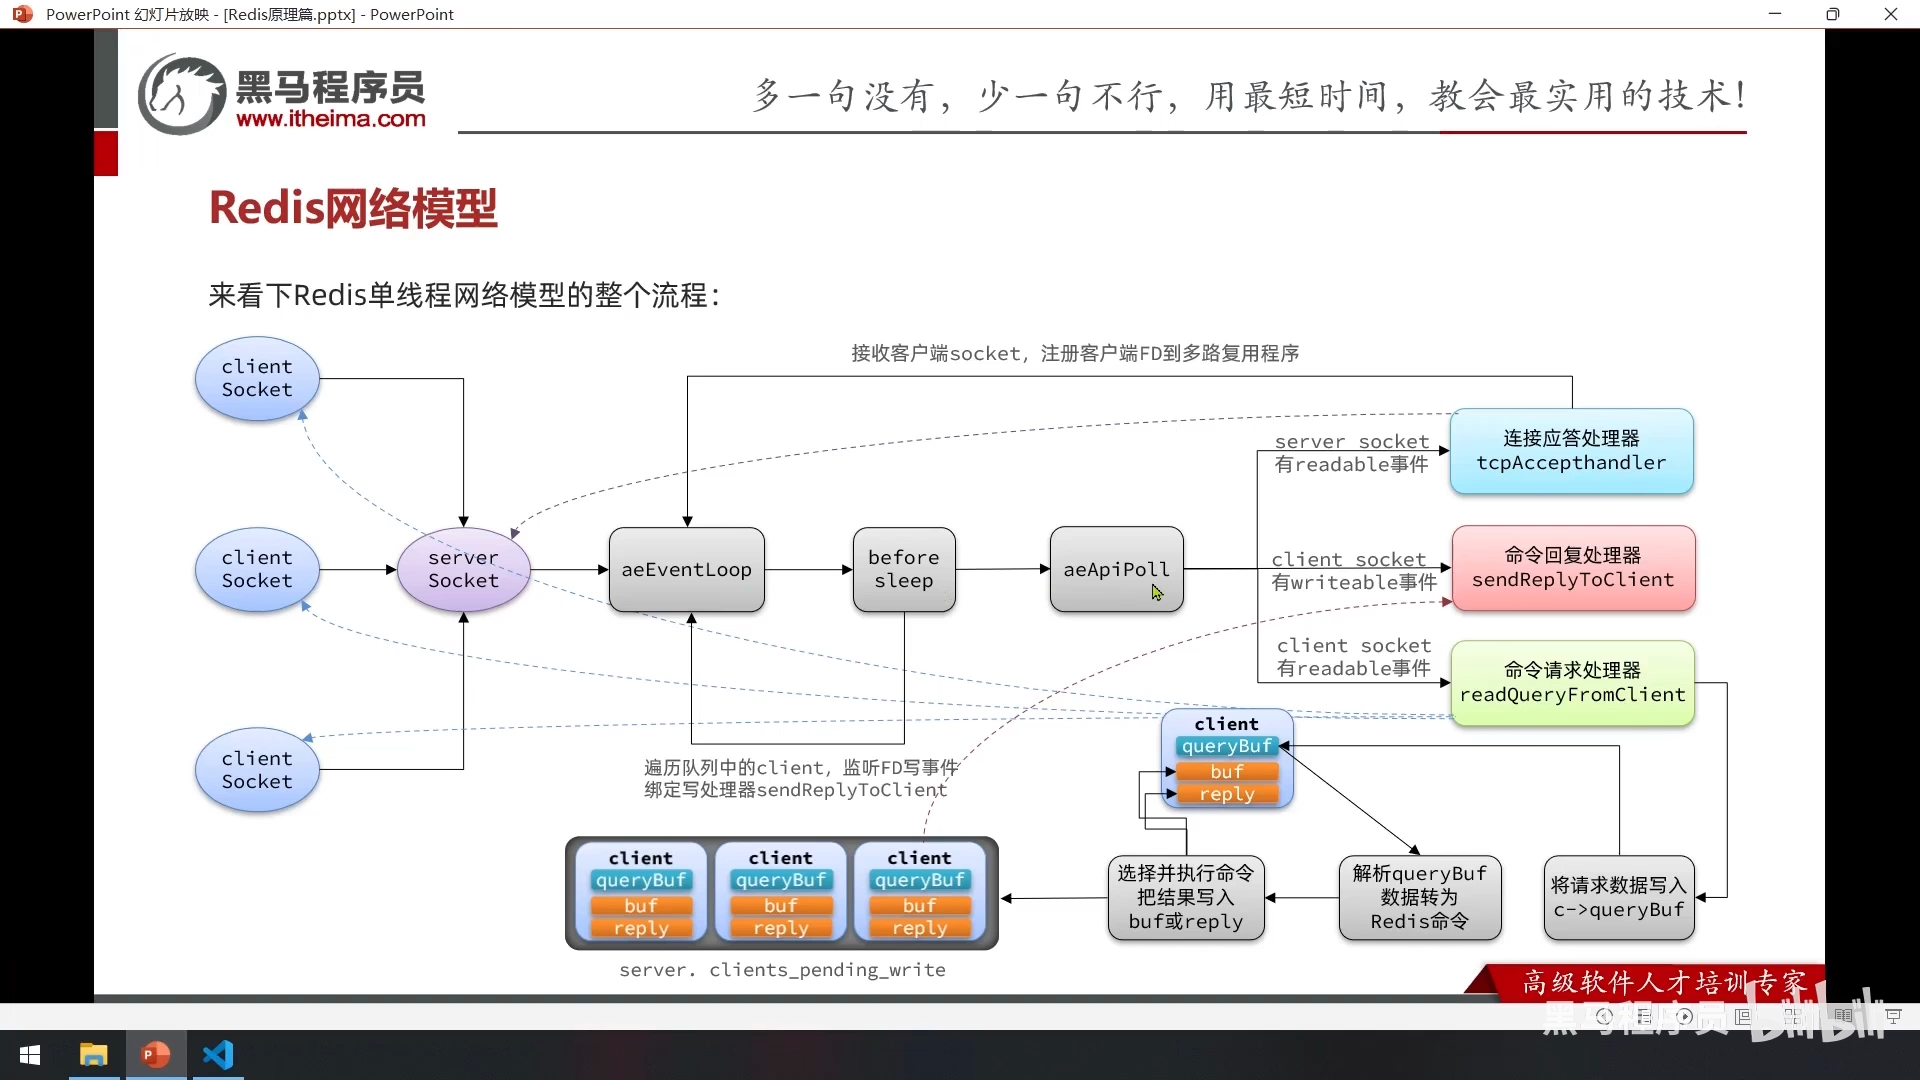 PowerPoint 幻灯片放映 - [Redis原理篇.pptx] - PowerPoint
黑马程序员
www.itheima.com
多一句没有，少一句不行，用最短时间，教会最实用的技术！
Redis网络模型
来看下Redis单线程网络模型的整个流程：
接收客户端socket，注册客户端FD到多路复用程序
client
Socket
client
Socket
client
Socket
server
Socket
aeEventLoop
before
sleep
aeApiPoll
server socket
有readable事件
连接应答处理器
tcpAccepthandler
client socket
有writeable事件
命令回复处理器
sendReplyToClient
client socket
有readable事件
命令请求处理器
readQueryFromClient
遍历队列中的client，监听FD写事件
绑定写处理器sendReplyToClient
client
queryBuf
buf
reply
client
queryBuf
buf
reply
client
queryBuf
buf
reply
client
queryBuf
buf
reply
server. clients_pending_write
选择并执行命令
把结果写入
buf或reply
解析queryBuf
数据转为
Redis命令
将请求数据写入
c->queryBuf
高级软件人才培训专家
黑马程序员
bilibili